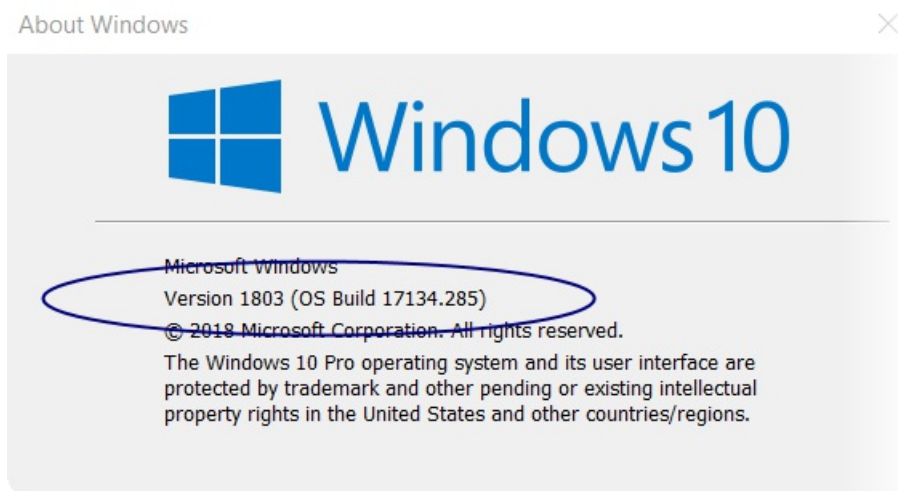 About Windows
Windows 10
Microsoft Windows
Version 1803 (OS Build 17134.285)
© 2018 Microsoft Corporation. All rights reserved.
The Windows 10 Pro operating system and its user interface are
protected by trademark and other pending or existing intellectual
property rights in the United States and other countries/regions.